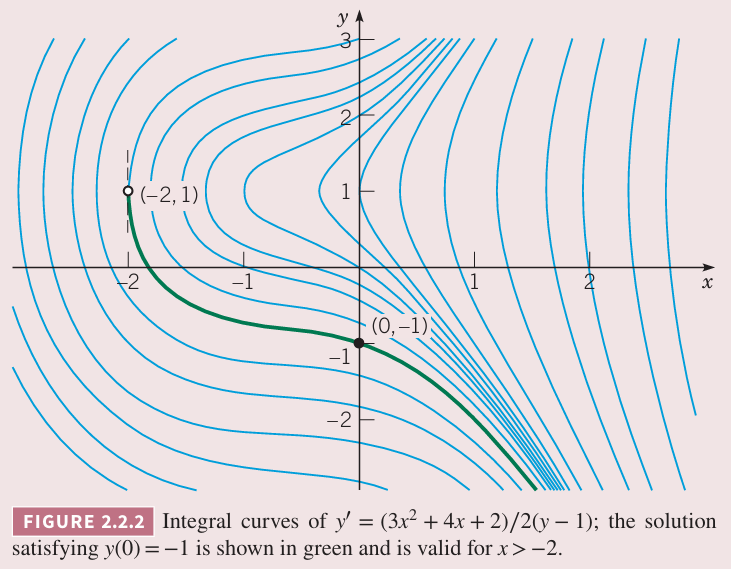 y
3
2
(−2, 1)
1
−2
−1
1
2
x
(0, −1)
−1
−2
FIGURE 2.2.2 Integral curves of y′ = (3x² + 4x + 2)/2(y − 1); the solution
satisfying y(0) = −1 is shown in green and is valid for x > −2.